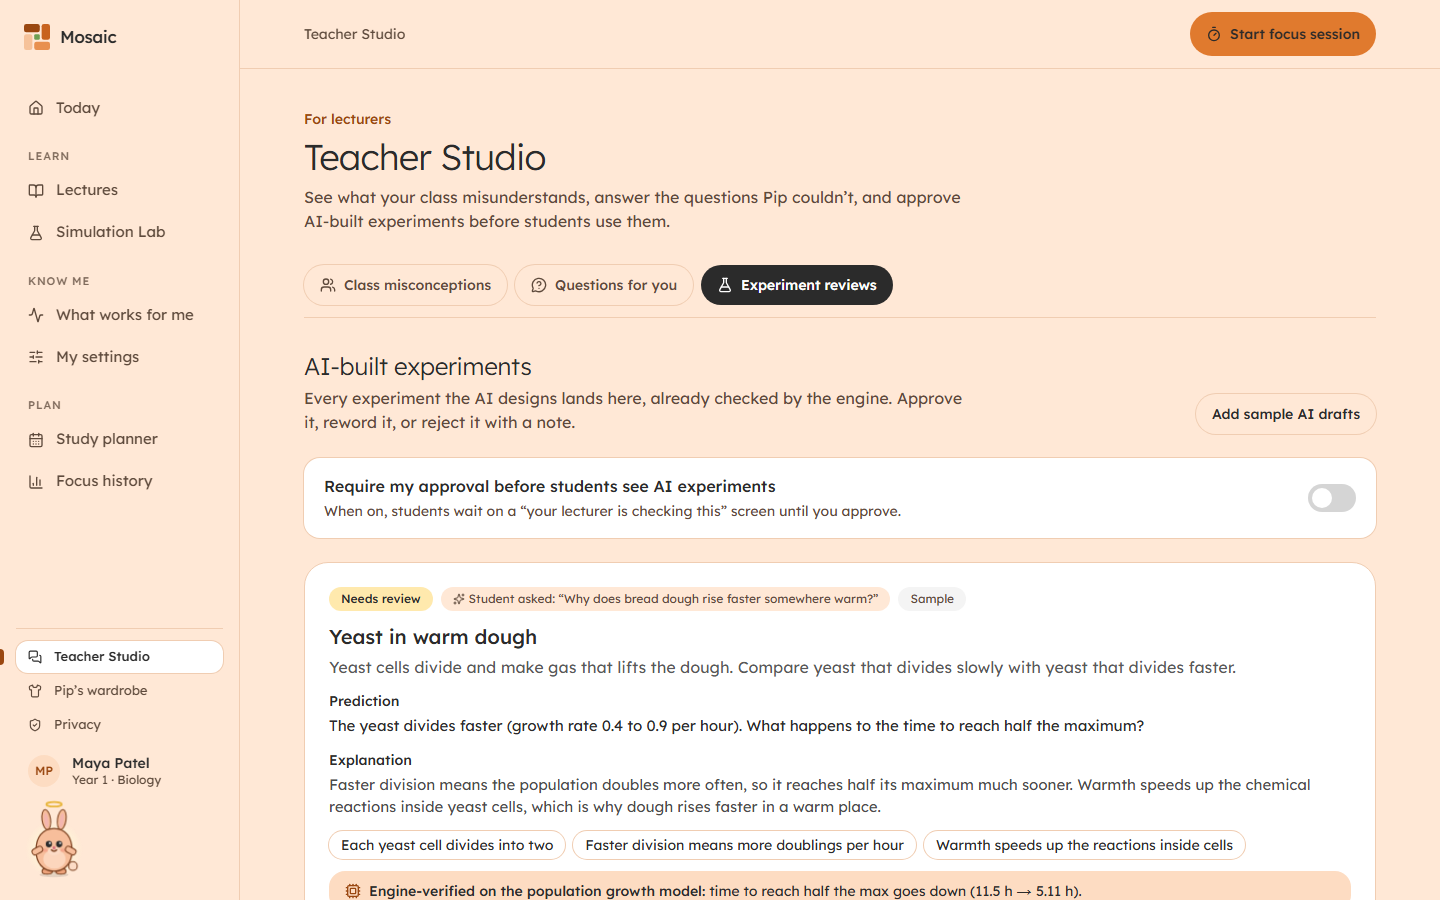 Mosaic
Today
LEARN
Lectures
Simulation Lab
KNOW ME
What works for me
My settings
PLAN
Study planner
Focus history
Teacher Studio
Pip’s wardrobe
Privacy
MP
Maya Patel
Year 1 · Biology
Teacher Studio
Start focus session
For lecturers
Teacher Studio
See what your class misunderstands, answer the questions Pip couldn’t, and approve
AI-built experiments before students use them.
Class misconceptions
Questions for you
Experiment reviews
AI-built experiments
Every experiment the AI designs lands here, already checked by the engine. Approve
it, reword it, or reject it with a note.
Add sample AI drafts
Require my approval before students see AI experiments
When on, students wait on a “your lecturer is checking this” screen until you approve.
Needs review
Student asked: “Why does bread dough rise faster somewhere warm?”
Sample
Yeast in warm dough
Yeast cells divide and make gas that lifts the dough. Compare yeast that divides slowly with yeast that divides faster.
Prediction
The yeast divides faster (growth rate 0.4 to 0.9 per hour). What happens to the time to reach half the maximum?
Explanation
Faster division means the population doubles more often, so it reaches half its maximum much sooner. Warmth speeds up the chemical
reactions inside yeast cells, which is why dough rises faster in a warm place.
Each yeast cell divides into two
Faster division means more doublings per hour
Warmth speeds up the reactions inside cells
Engine-verified on the population growth model: time to reach half the max goes down (11.5 h → 5.11 h).